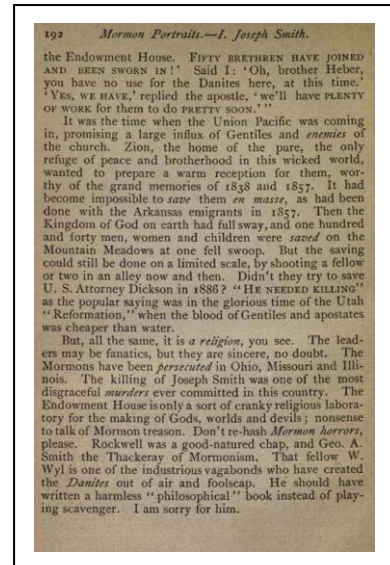 192 Mormon Portraits.—I. Joseph Smith.
the Endowment House. FIFTY BRETHREN HAVE JOINED
AND BEEN SWORN IN!' Said I: 'Oh, brother Heber,
you have no use for the Danites here, at this time.'
'YES, WE HAVE,' replied the apostle, 'we'll have PLENTY
OF WORK for them to do PRETTY SOON.'"
It was the time when the Union Pacific was coming
in, promising a large influx of Gentiles and enemies of
the church. Zion, the home of the pure, the only
refuge of peace and brotherhood in this wicked world,
wanted to prepare a warm reception for them, wor-
thy of the grand memories of 1838 and 1857. It had
become impossible to save them en masse, as had been
done with the Arkansas emigrants in 1857. Then the
Kingdom of God on earth had full sway, and one hundred
and forty men, women and children were saved on the
Mountain Meadows at one fell swoop. But the saving
could still be done on a limited scale, by shooting a fellow
or two in an alley now and then. Didn't they try to save
U. S. Attorney Dickson in 1886? "HE NEEDED KILLING"
as the popular saying was in the glorious time of the Utah
"Reformation," when the blood of Gentiles and apostates
was cheaper than water.
But, all the same, it is a religion, you see. The lead-
ers may be fanatics, but they are sincere, no doubt. The
Mormons have been persecuted in Ohio, Missouri and Illi-
nois. The killing of Joseph Smith was one of the most
disgraceful murders ever committed in this country. The
Endowment House is only a sort of cranky religious labora-
tory for the making of Gods, worlds and devils; nonsense
to talk of Mormon treason. Don't re-hash Mormon horrors,
please. Rockwell was a good-natured chap, and Geo. A.
Smith the Thackeray of Mormonism. That fellow W.
Wyl is one of the industrious vagabonds who have created
the Danites out of air and foolscap. He should have
written a harmless "philosophical" book instead of play-
ing scavenger. I am sorry for him.